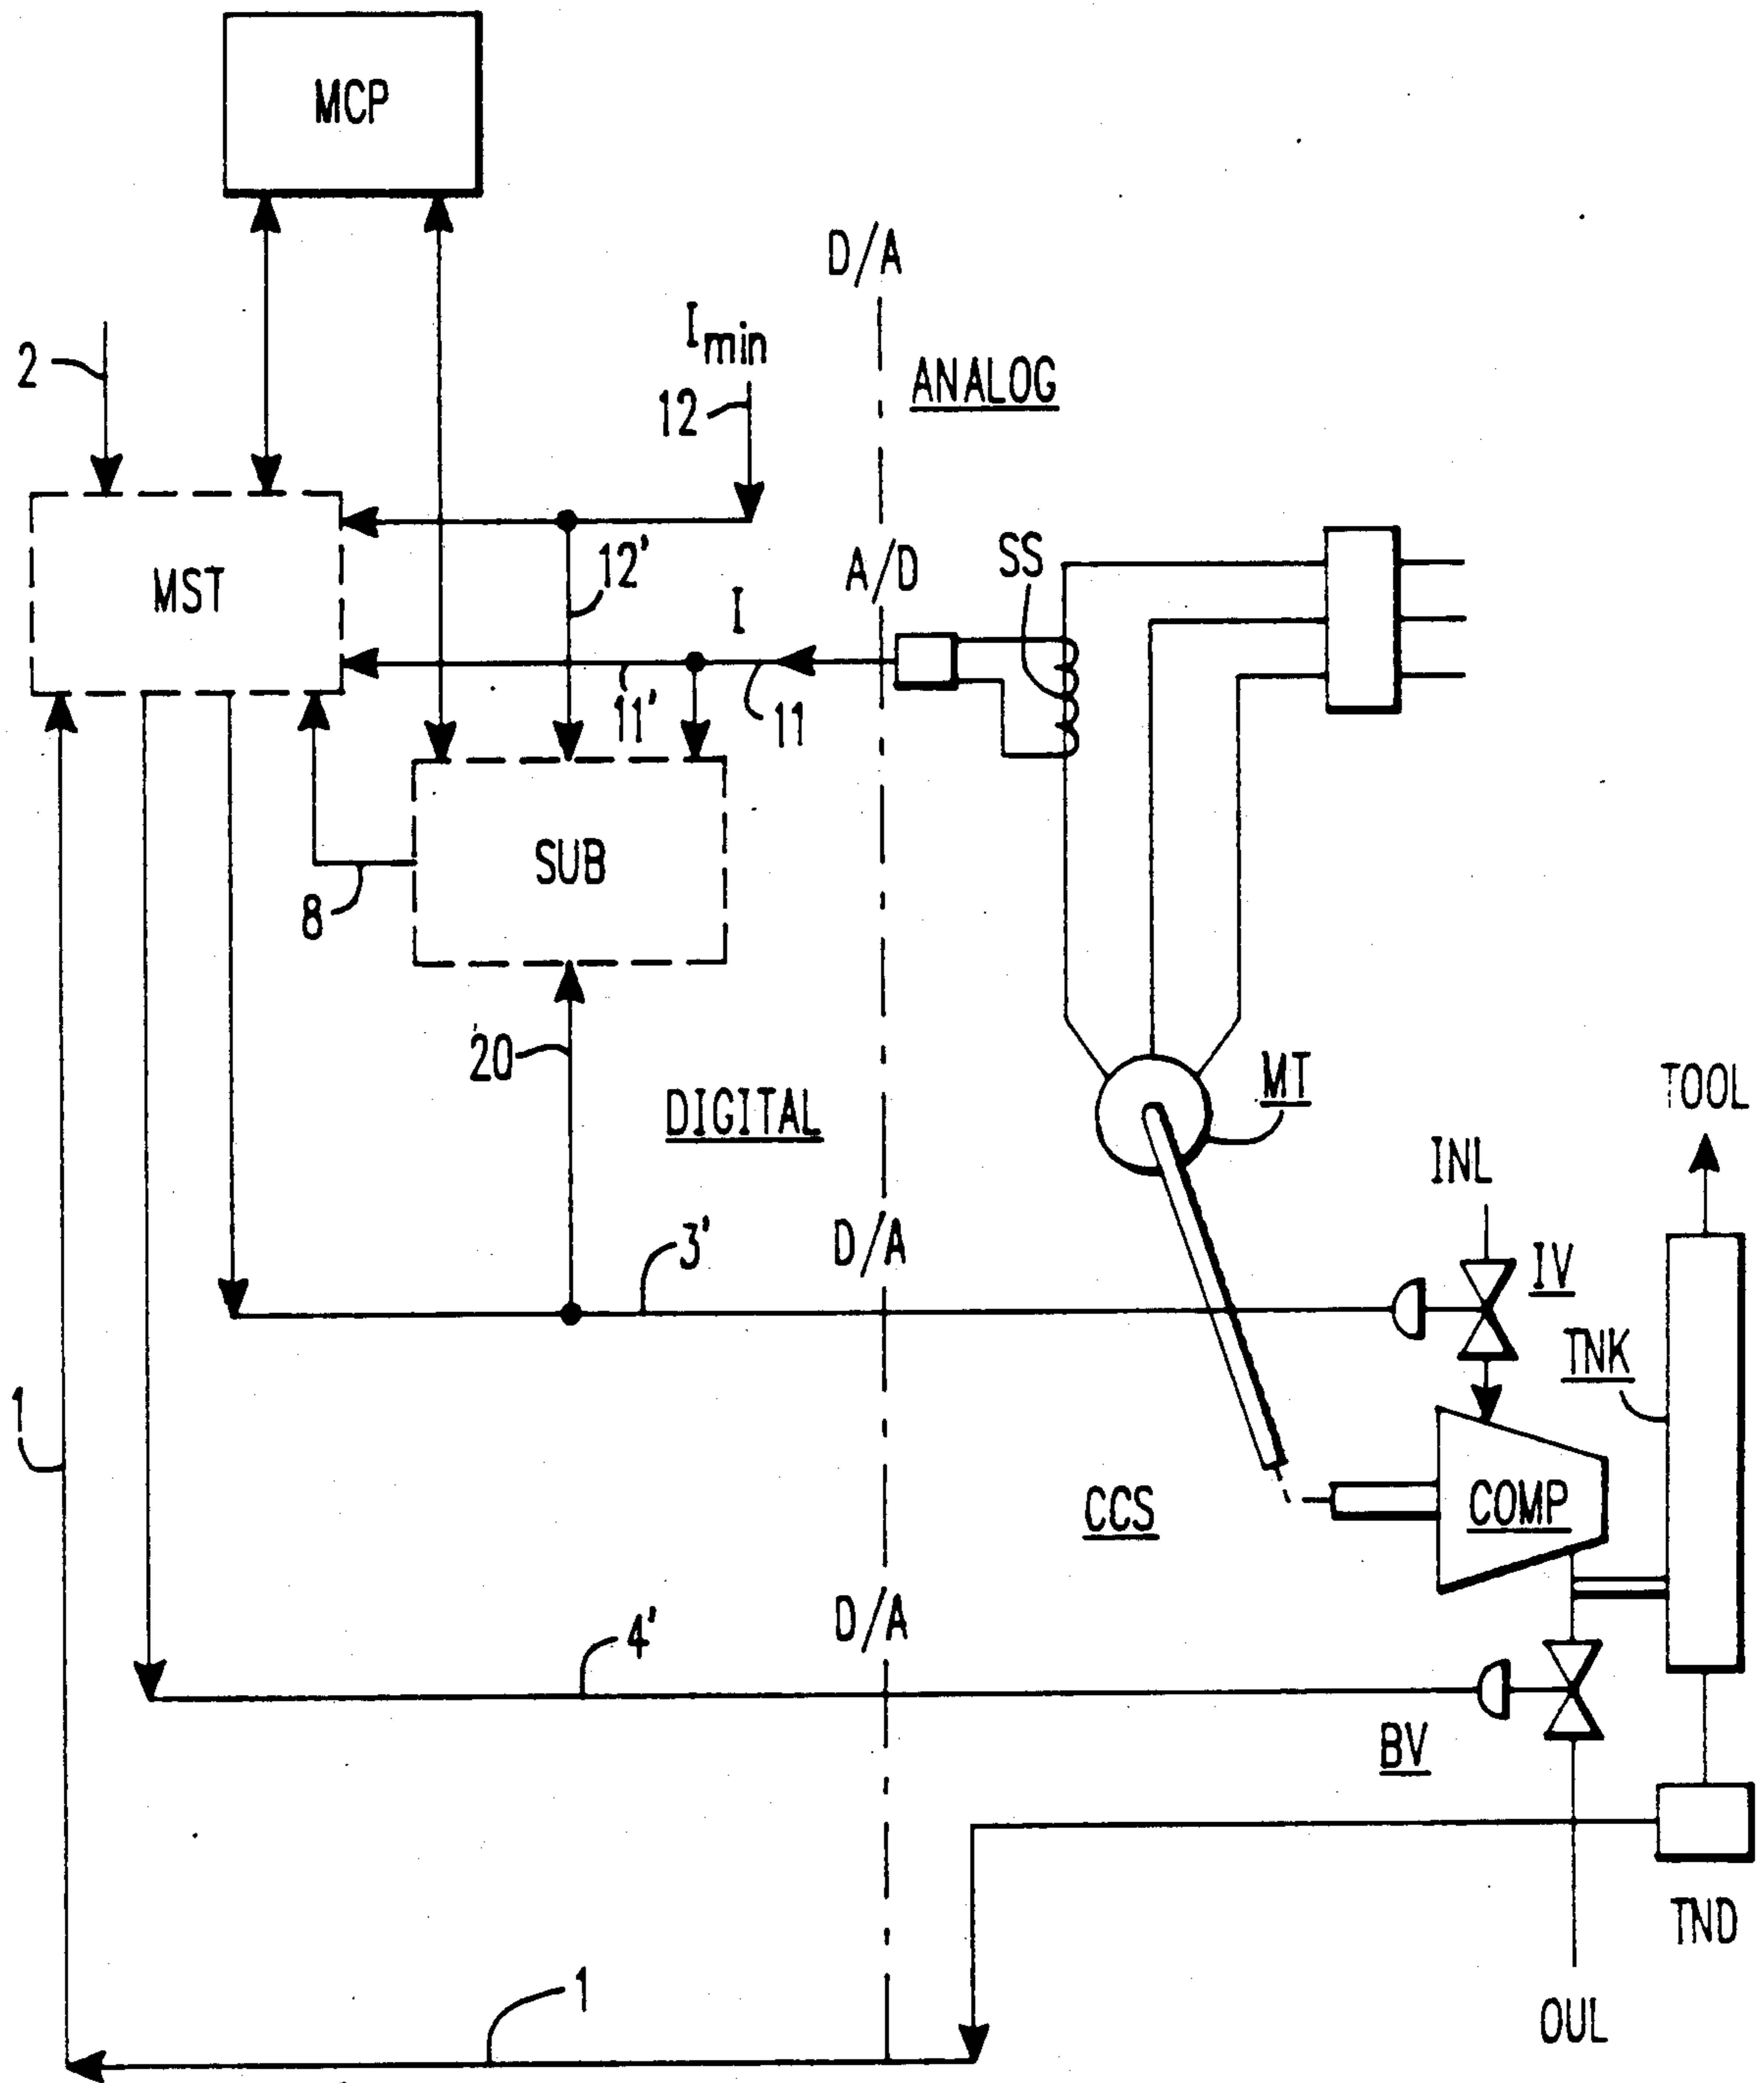 MCP
D/A
I min
2
12
ANALOG
MST
12'
A/D
SS
I
11'
11
SUB
8
20
DIGITAL
MT
TOOL
INL
3'
D/A
IV
TNK
1
CCS
COMP
D/A
4'
BV
TND
1
OUL